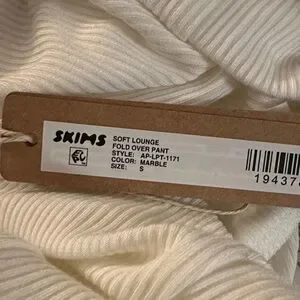 SKIMS
SOFT LOUNGE
FOLD OVER PANT
STYLE: AP-LPT-1171
COLOR: MARBLE
SIZE: S
19437